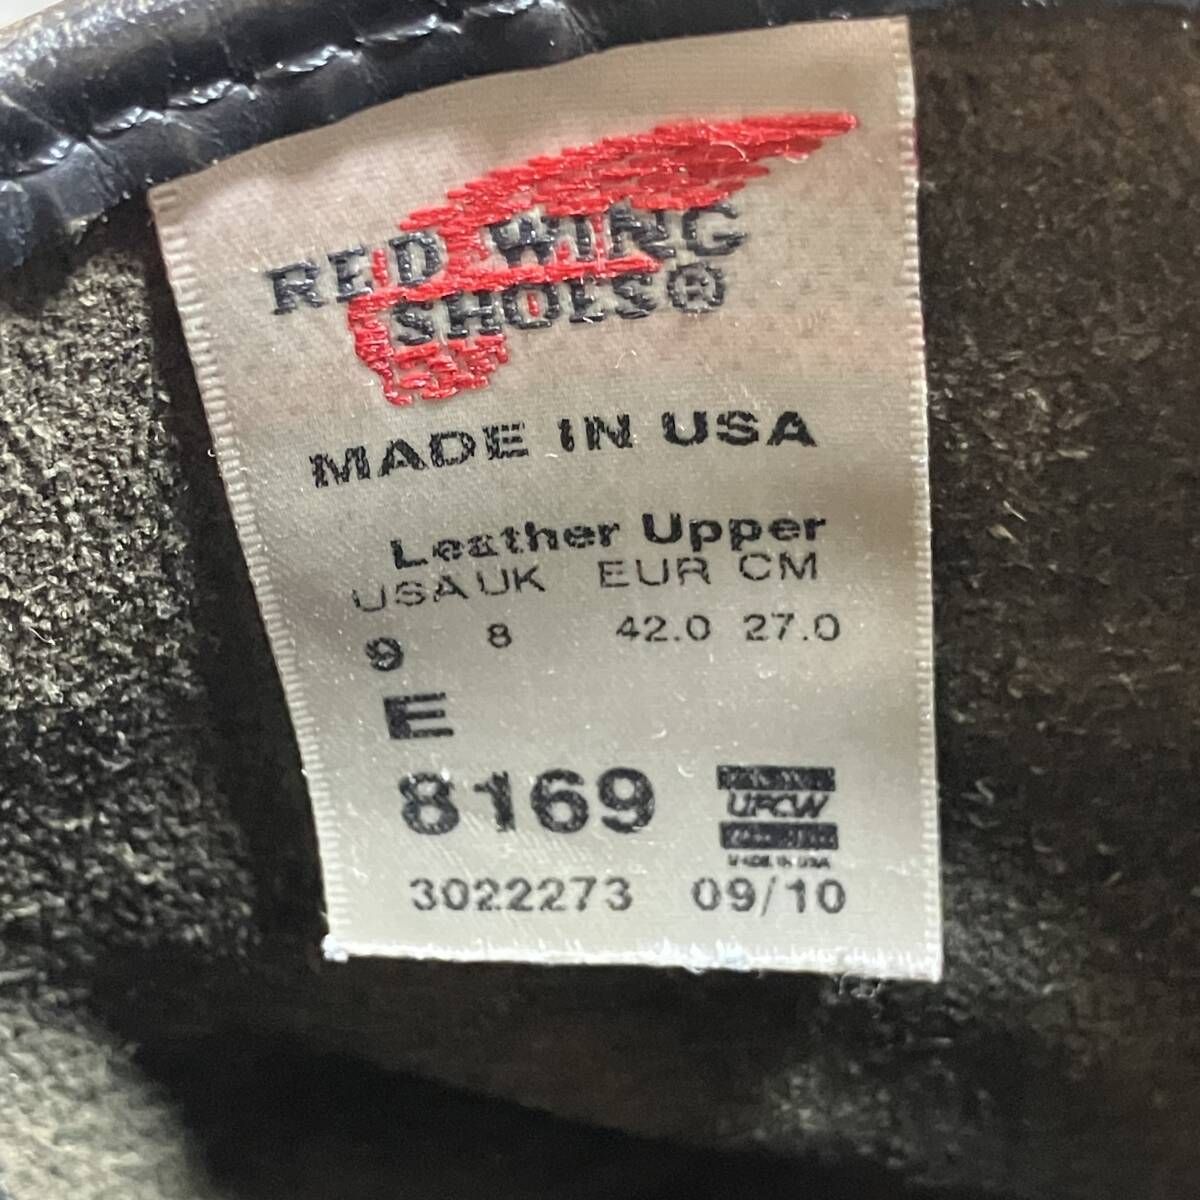 RED WING
SHOES®
MADE IN USA
Leather Upper
USA UK EUR CM
9 8 42.0 27.0
E
8169
UFCW
MADE IN USA
3022273 09/10